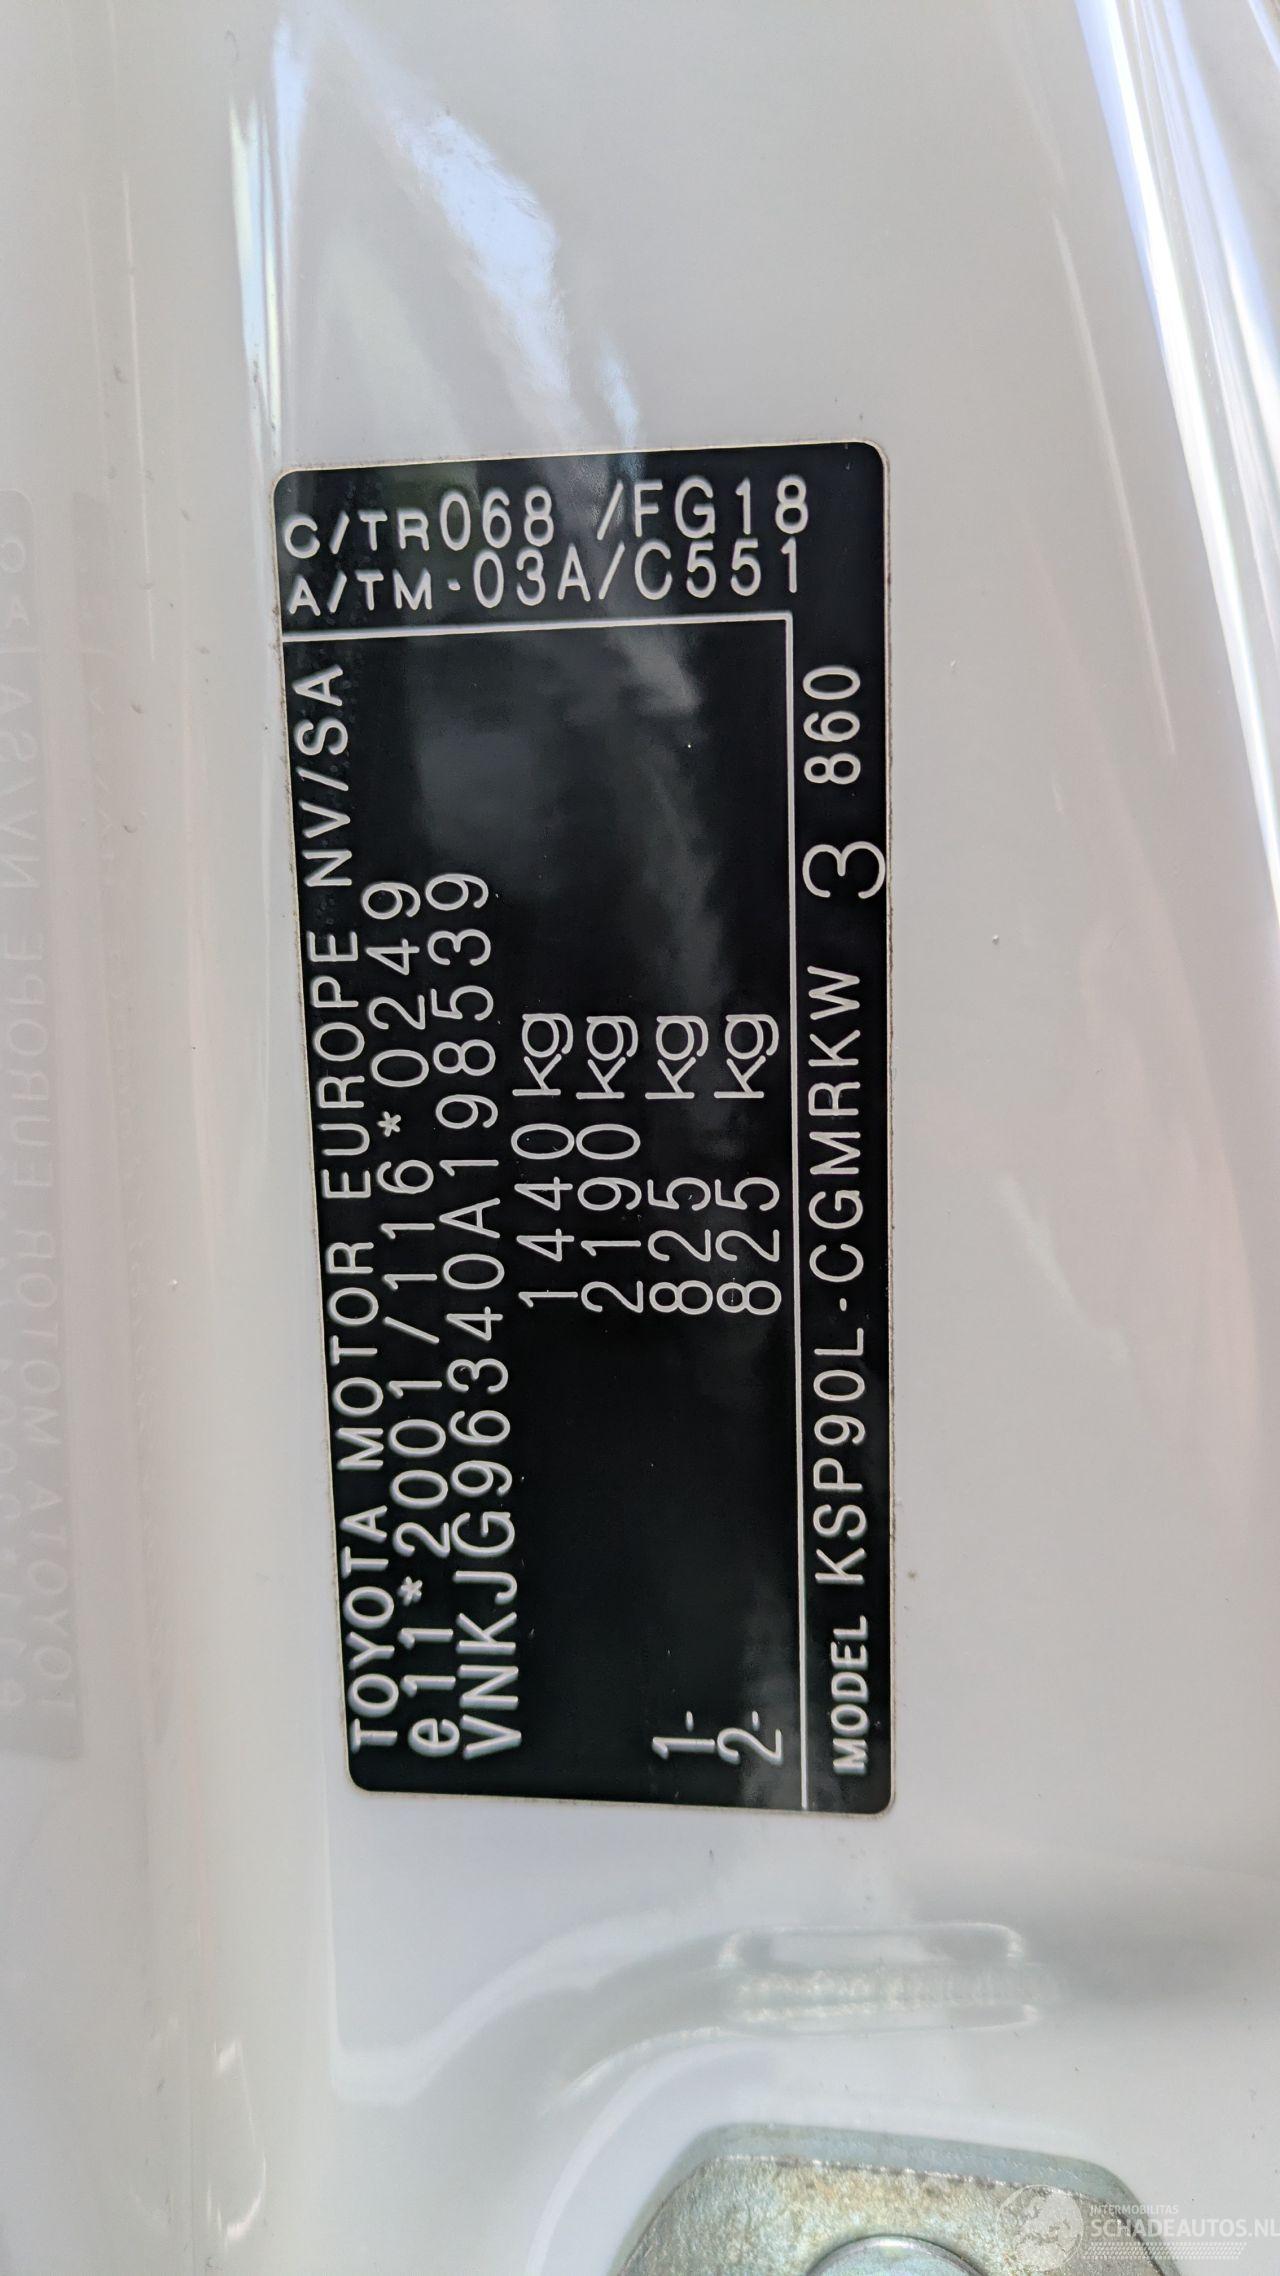 TOYOTA MOTOR EUROPE NV/SA
e11*2001/116*0249
VNKJG96340A198539
1440 kg
2190 kg
1- 825 kg
2- 825 kg
MODEL KSP90L-CGMRKW 3 860
C/TR068 /FG18
A/TM-03A/C551
INTERMOBILITAS
SCHADEAUTOS.NL